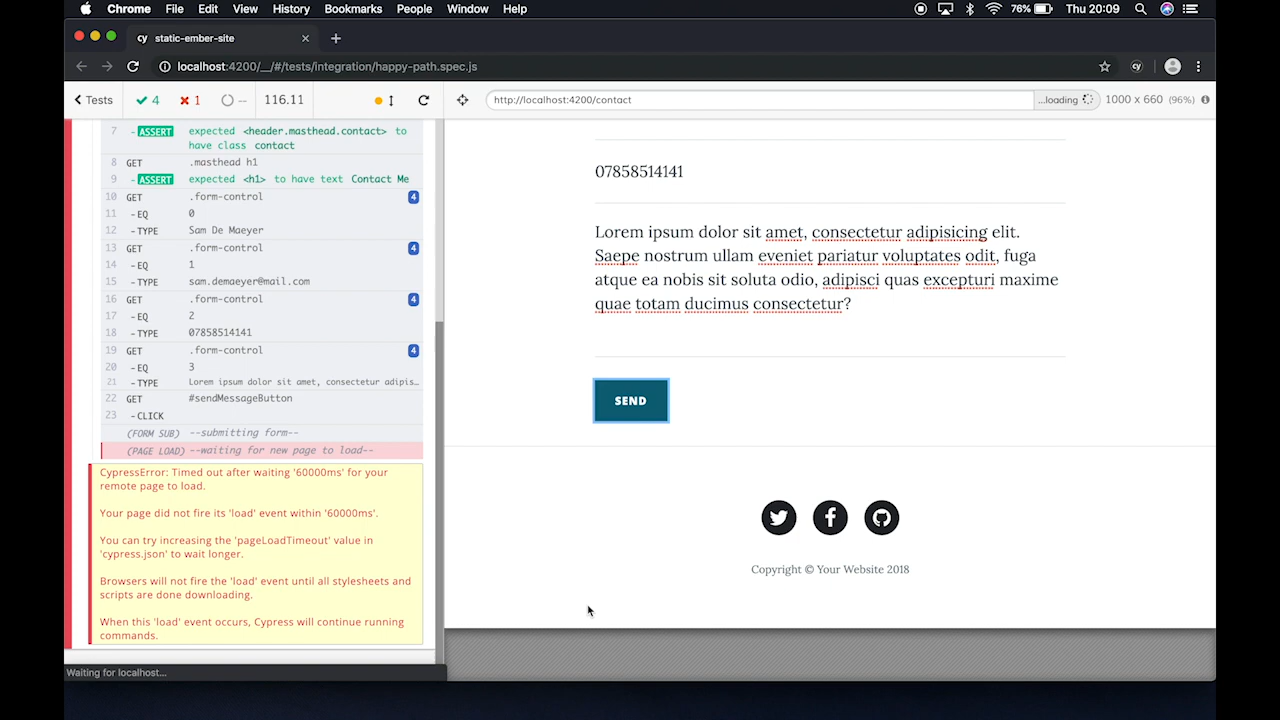 Chrome File Edit View History Bookmarks People Window Help 76% Thu 20:09
cy static-ember-site
localhost:4200/__/#/tests/integration/happy-path.spec.js cy
Tests 4 1 -- 116.11 http://localhost:4200/contact ...loading 1000 x 660 (96%)
7 -ASSERT expected <header.masthead.contact> to
have class contact
8 GET .masthead h1
9 -ASSERT expected <h1> to have text Contact Me
10 GET .form-control 4
11 -EQ 0
12 -TYPE Sam De Maeyer
13 GET .form-control 4
14 -EQ 1
15 -TYPE sam.demaeyer@mail.com
16 GET .form-control 4
17 -EQ 2
18 -TYPE 07858514141
19 GET .form-control 4
20 -EQ 3
21 -TYPE Lorem ipsum dolor sit amet, consectetur adipis…
22 GET #sendMessageButton
23 -CLICK
(FORM SUB) --submitting form--
(PAGE LOAD) --waiting for new page to load--
CypressError: Timed out after waiting '60000ms' for your
remote page to load.
Your page did not fire its 'load' event within '60000ms'.
You can try increasing the 'pageLoadTimeout' value in
'cypress.json' to wait longer.
Browsers will not fire the 'load' event until all stylesheets and
scripts are done downloading.
When this 'load' event occurs, Cypress will continue running
commands.
Waiting for localhost...
07858514141
Lorem ipsum dolor sit amet, consectetur adipisicing elit.
Saepe nostrum ullam eveniet pariatur voluptates odit, fuga
atque ea nobis sit soluta odio, adipisci quas excepturi maxime
quae totam ducimus consectetur?
SEND
Copyright © Your Website 2018